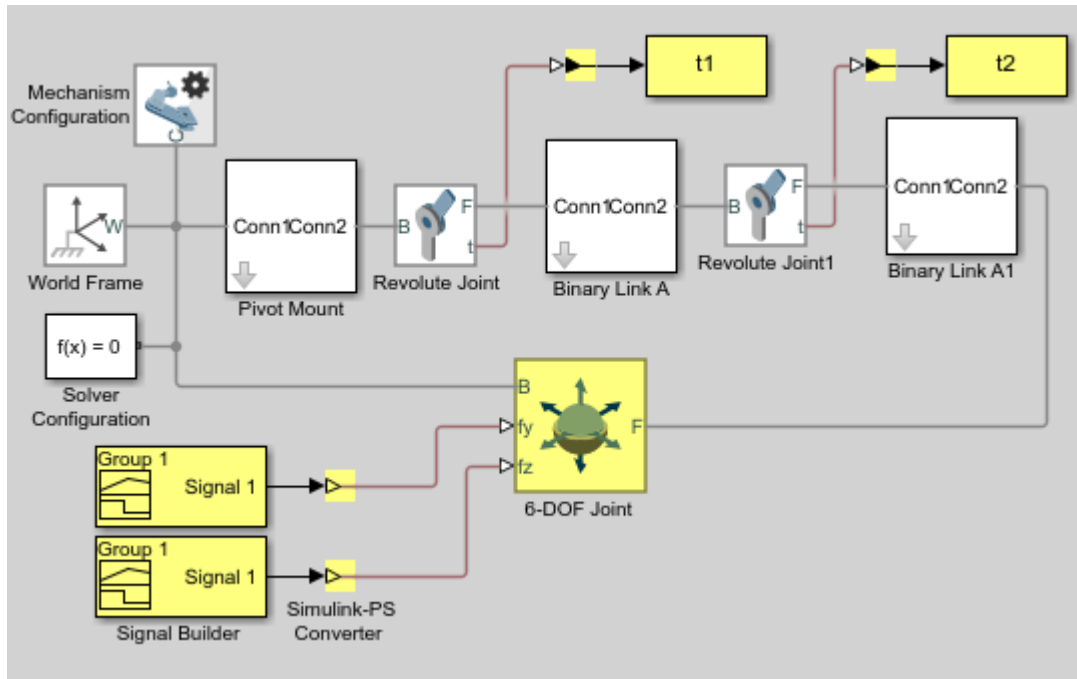 t1
t2
Mechanism
Configuration
C
Conn1Conn2
B
F
t
Conn1Conn2
B
F
t
Conn1Conn2
W
World Frame
Pivot Mount
Revolute Joint
Binary Link A
Revolute Joint1
Binary Link A1
f(x) = 0
Solver
Configuration
B
fy
fz
F
6-DOF Joint
Group 1
Signal 1
Group 1
Signal 1
Signal Builder
Simulink-PS
Converter